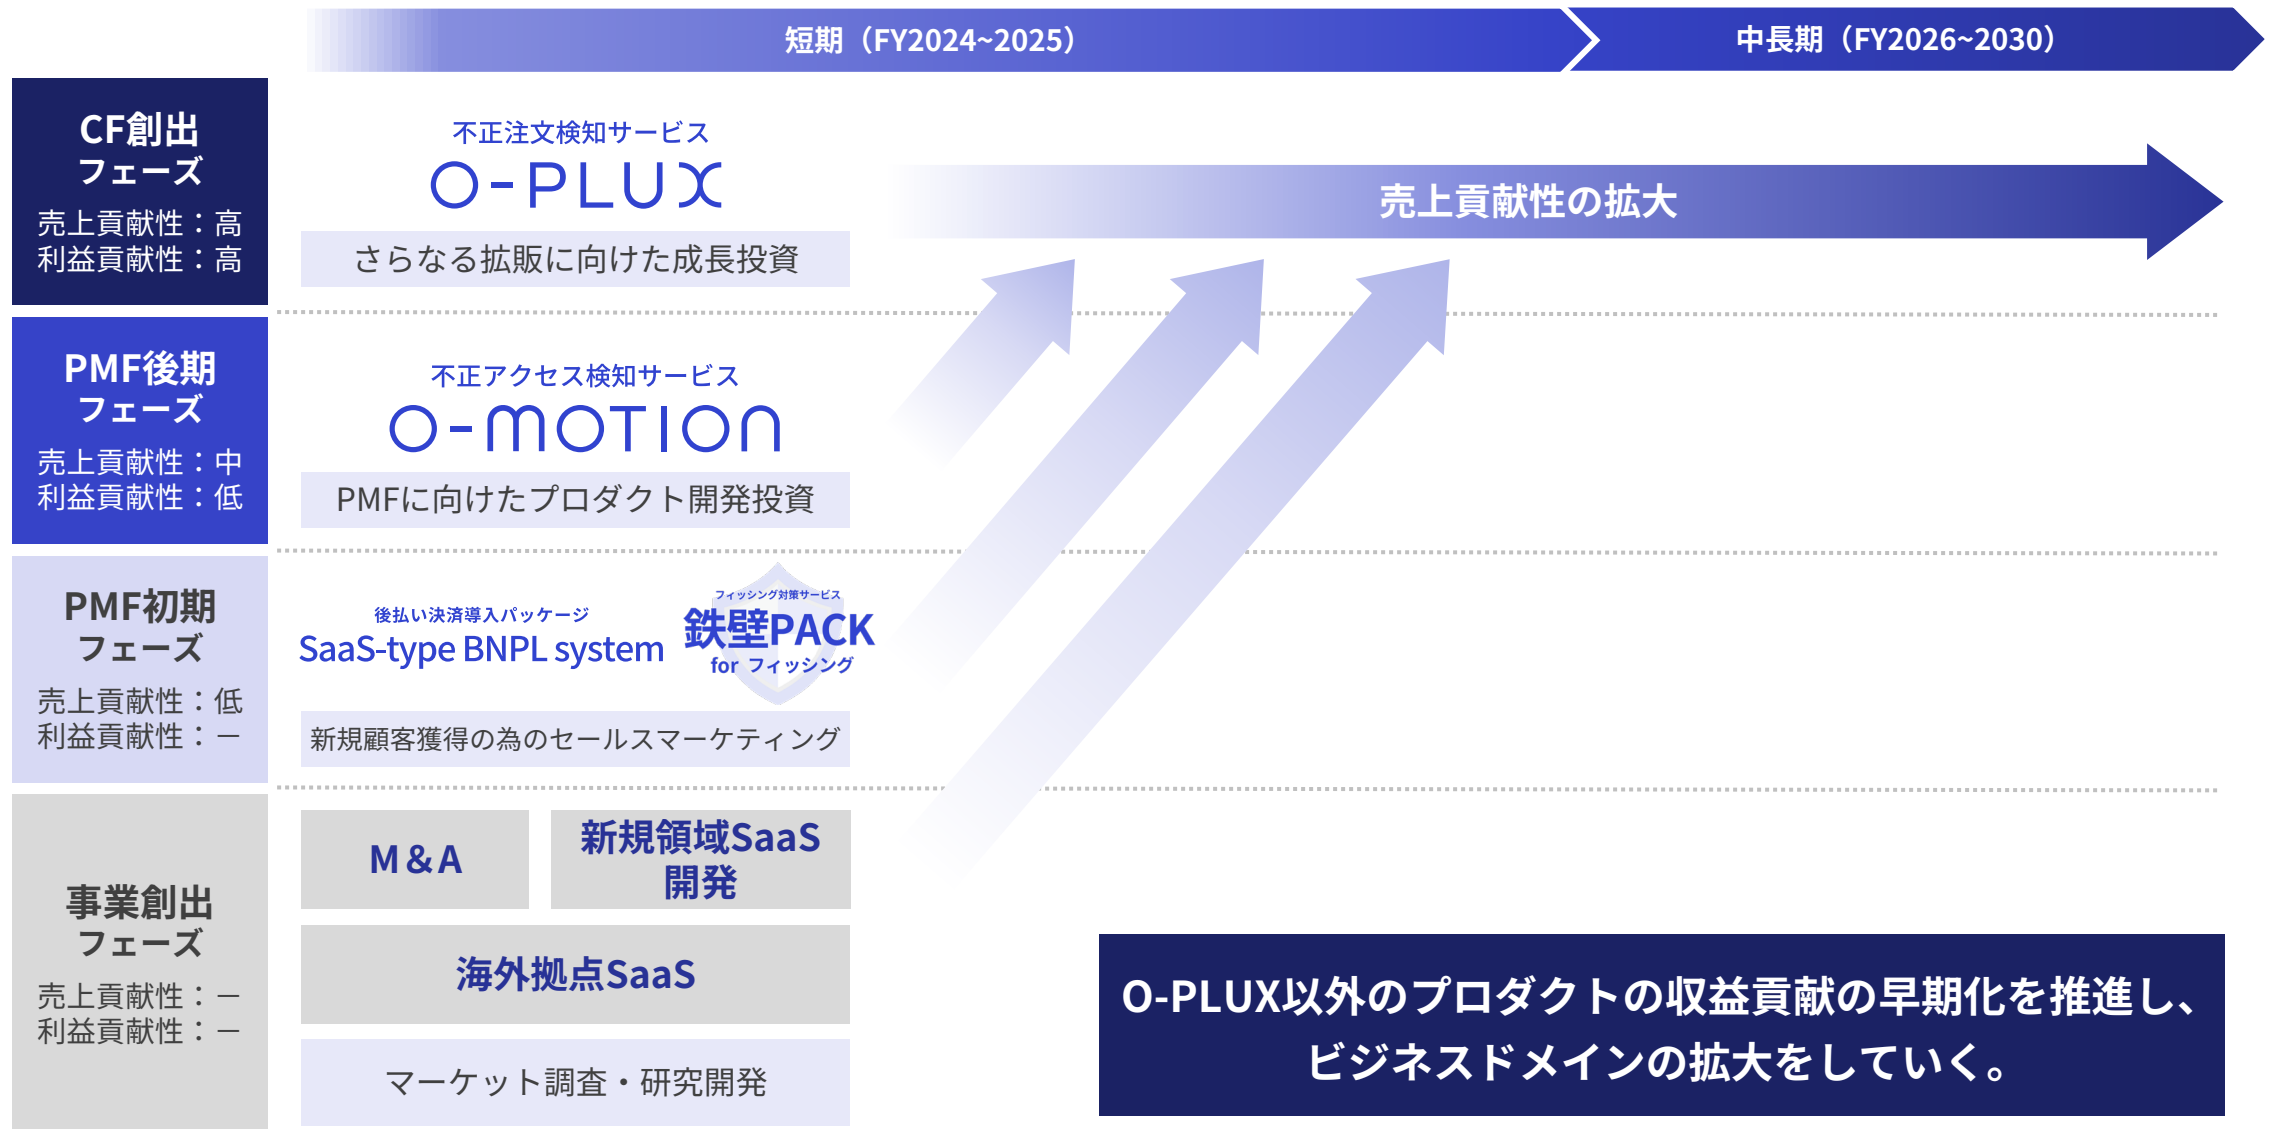 短期（FY2024~2025）
中長期（FY2026~2030）
CF創出
フェーズ
売上貢献性：高
利益貢献性：高
不正注文検知サービス
O-PLUX
さらなる拡販に向けた成長投資
売上貢献性の拡大
PMF後期
フェーズ
売上貢献性：中
利益貢献性：低
不正アクセス検知サービス
O-MOTION
PMFに向けたプロダクト開発投資
PMF初期
フェーズ
売上貢献性：低
利益貢献性：－
後払い決済導入パッケージ
SaaS-type BNPL system
フィッシング対策サービス
鉄壁PACK
for フィッシング
新規顧客獲得の為のセールスマーケティング
事業創出
フェーズ
売上貢献性：－
利益貢献性：－
M＆A
新規領域SaaS
開発
海外拠点SaaS
マーケット調査・研究開発
O-PLUX以外のプロダクトの収益貢献の早期化を推進し、
ビジネスドメインの拡大をしていく。